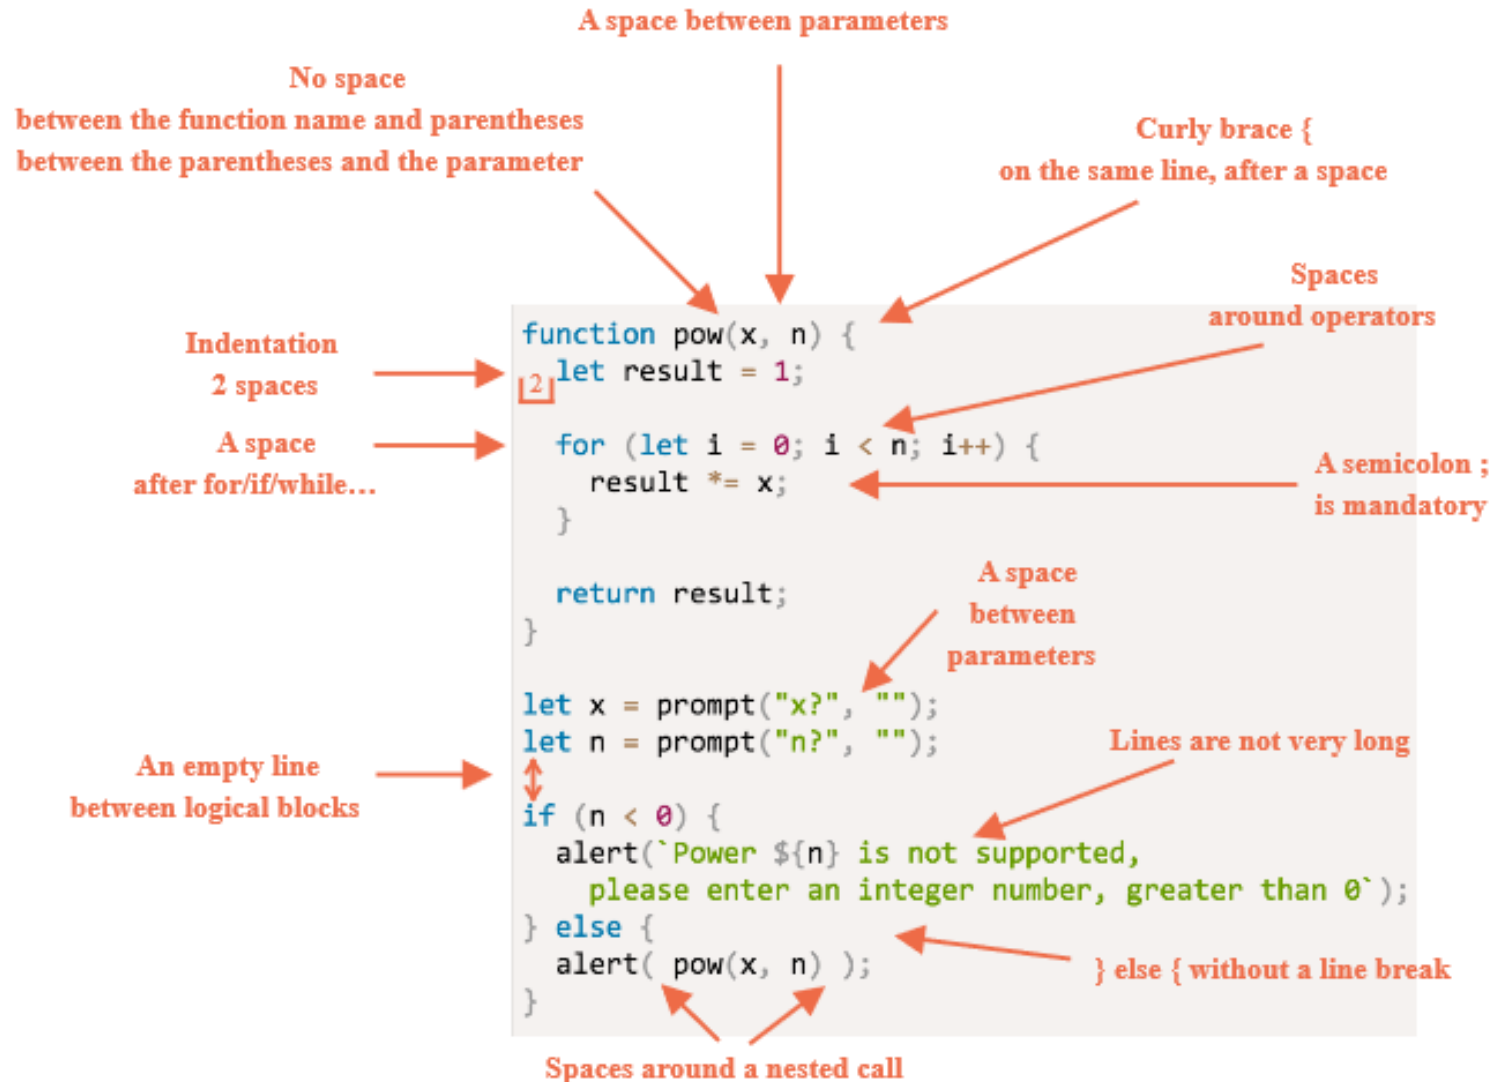 A space between parameters
No space
between the function name and parentheses
between the parentheses and the parameter
Curly brace {
on the same line, after a space
Spaces
around operators
Indentation
2 spaces
A space
after for/if/while…
function pow(x, n) {
2
let result = 1;
for (let i = 0; i < n; i++) {
result *= x;
}
return result;
}
A semicolon ;
is mandatory
A space
between
parameters
let x = prompt("x?", "");
let n = prompt("n?", "");
An empty line
between logical blocks
Lines are not very long
if (n < 0) {
alert(`Power ${n} is not supported,
please enter an integer number, greater than 0`);
} else {
alert( pow(x, n) );
}
} else { without a line break
Spaces around a nested call